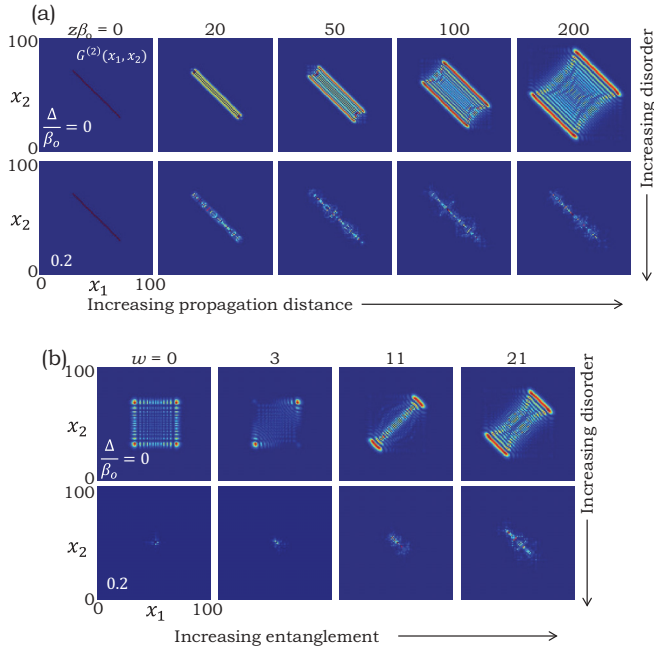 (a)
zβₒ = 0 20 50 100 200
100
G⁽²⁾(x₁, x₂)
x₂
Δ/βₒ = 0
0
Increasing disorder
x₂
0.2
0
0 x₁ 100
Increasing propagation distance
(b)
w = 0 3 11 21
100
x₂
Δ/βₒ = 0
0
Increasing disorder
x₂
0.2
0
0 x₁ 100
Increasing entanglement